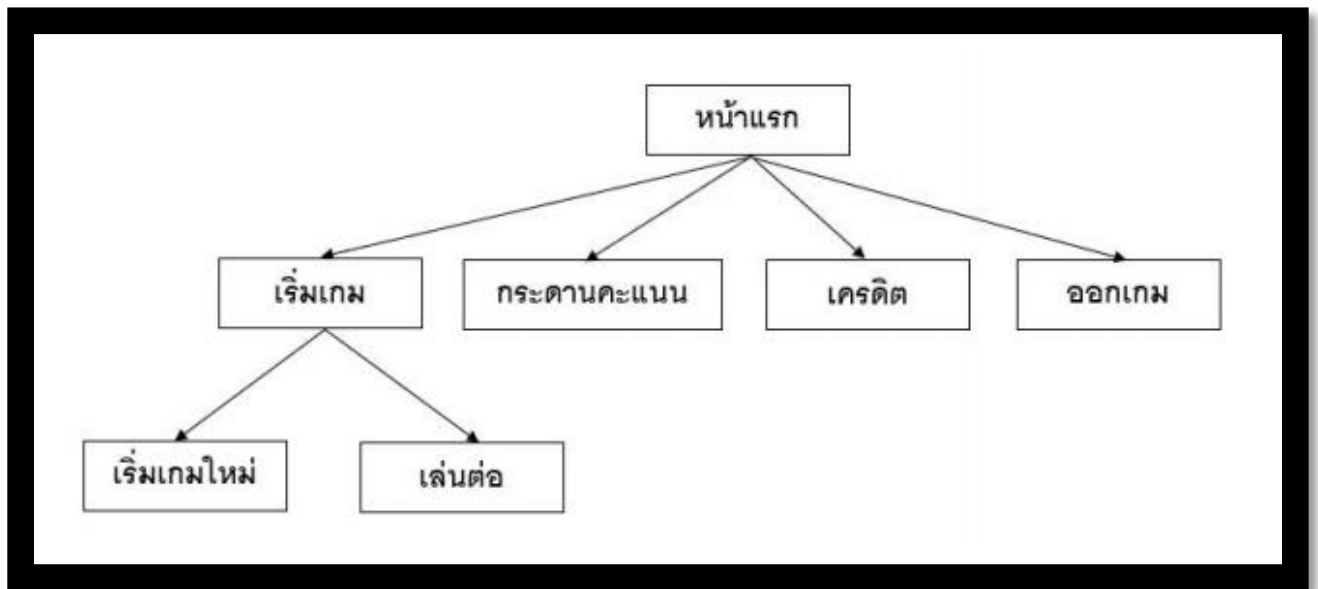 หน้าแรก
เริ่มเกม
กระดานคะแนน
เครดิต
ออกเกม
เริ่มเกมใหม่
เล่นต่อ